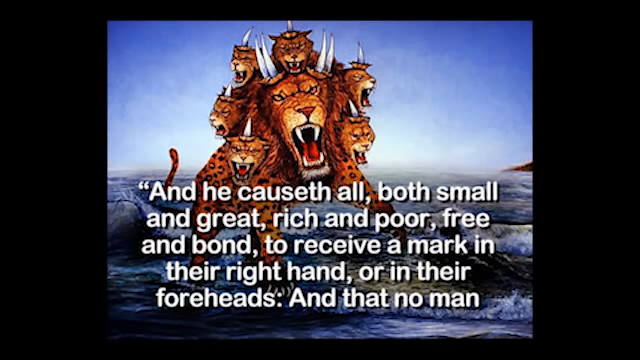 “And he causeth all, both small
and great, rich and poor, free
and bond, to receive a mark in
their right hand, or in their
foreheads: And that no man